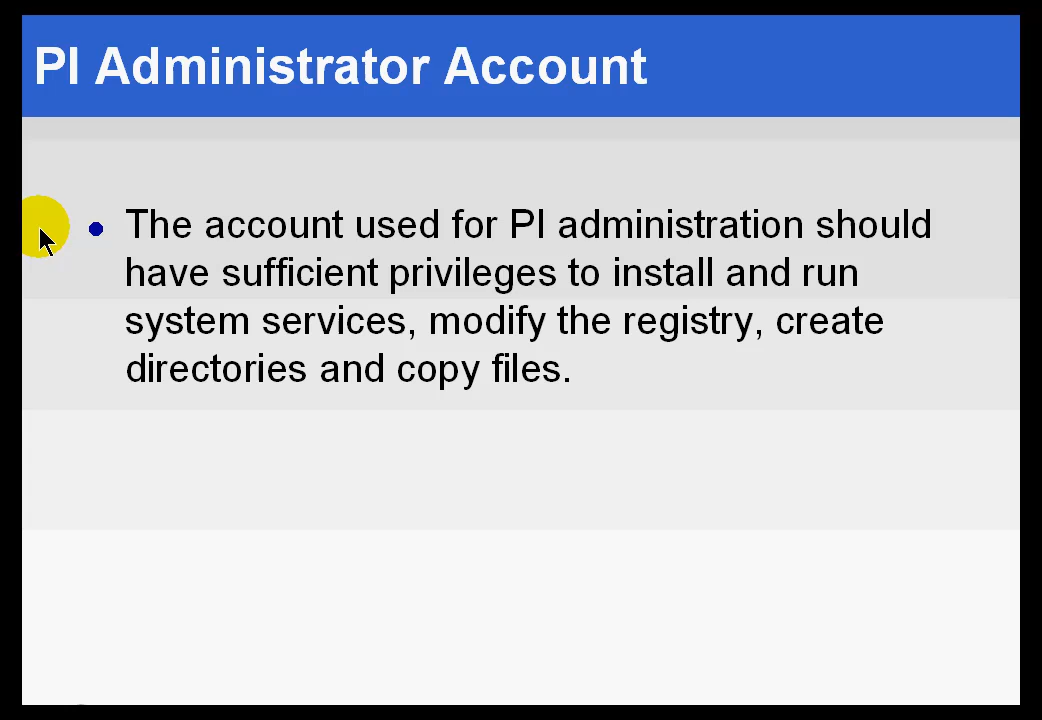 PI Administrator Account
The account used for PI administration should
have sufficient privileges to install and run
system services, modify the registry, create
directories and copy files.